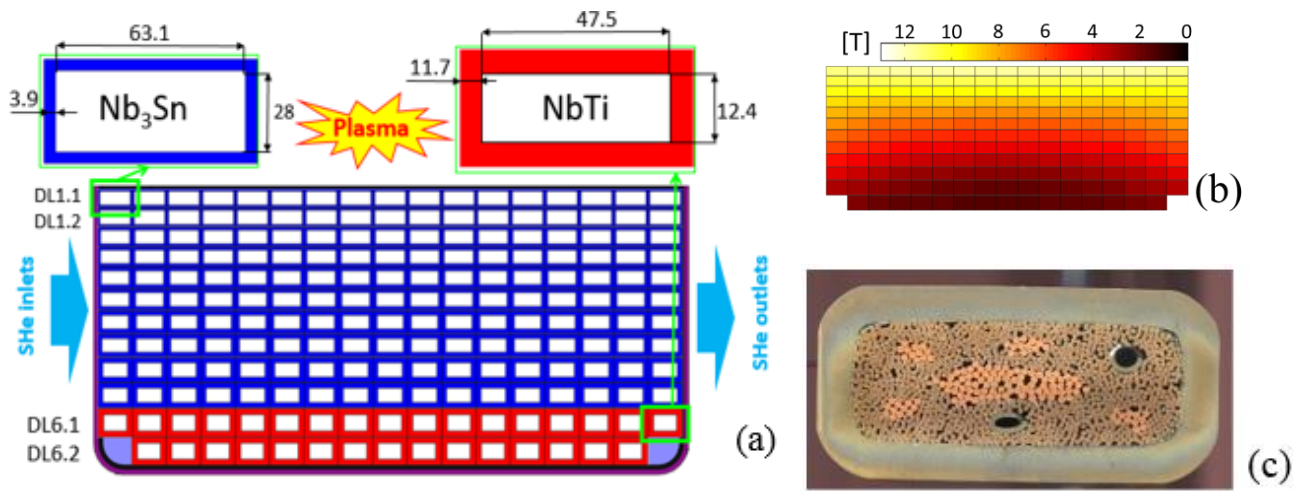 63.1
3.9
Nb₃Sn
28
Plasma
47.5
11.7
NbTi
12.4
[T]
12 10 8 6 4 2 0
(b)
DL1.1
DL1.2
SHe inlets
SHe outlets
DL6.1
DL6.2
(a)
(c)